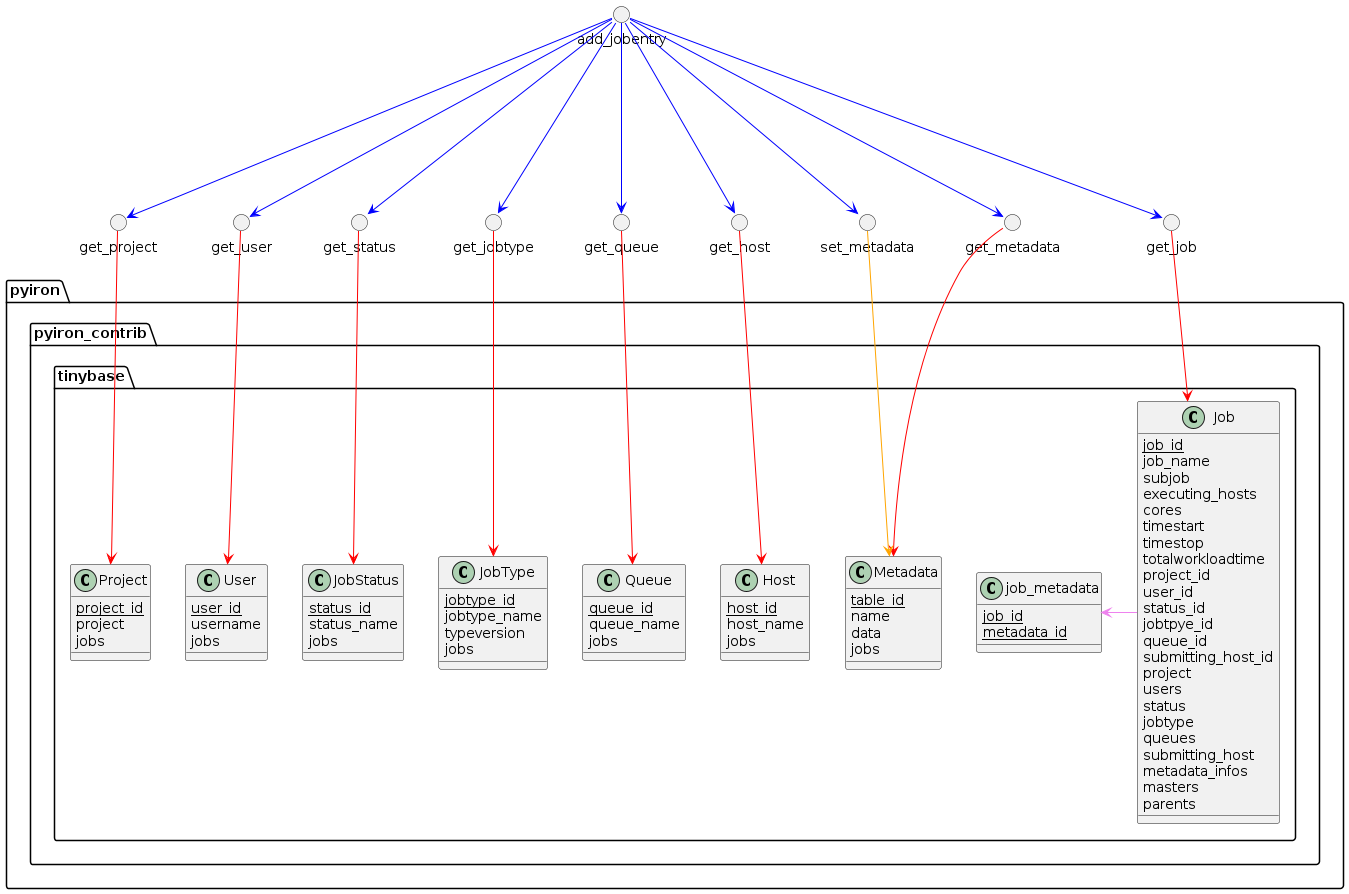 add_jobentry
get_project
get_user
get_status
get_jobtype
get_queue
get_host
set_metadata
get_metadata
get_job
pyiron
pyiron_contrib
tinybase
C Project
project_id
project
jobs
C User
user_id
username
jobs
C JobStatus
status_id
status_name
jobs
C JobType
jobtype_id
jobtype_name
typeversion
jobs
C Queue
queue_id
queue_name
jobs
C Host
host_id
host_name
jobs
C Metadata
table_id
name
data
jobs
C job_metadata
job_id
metadata_id
C Job
job_id
job_name
subjob
executing_hosts
cores
timestart
timestop
totalworkloadtime
project_id
user_id
status_id
jobtpye_id
queue_id
submitting_host_id
project
users
status
jobtype
queues
submitting_host
metadata_infos
masters
parents